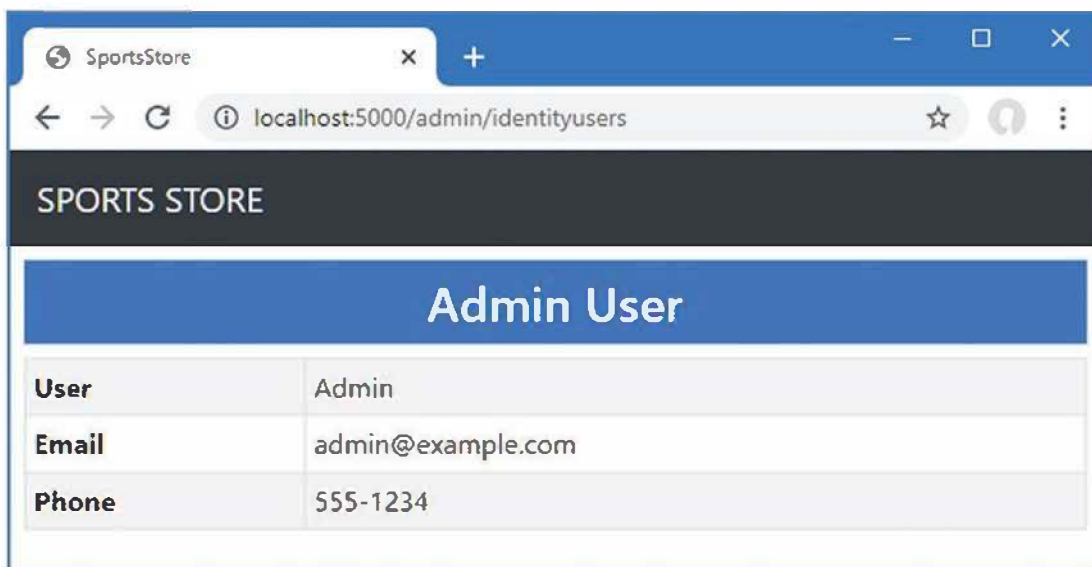 SportsStore
localhost:5000/admin/identityusers
SPORTS STORE
Admin User
User Admin
Email admin@example.com
Phone 555-1234